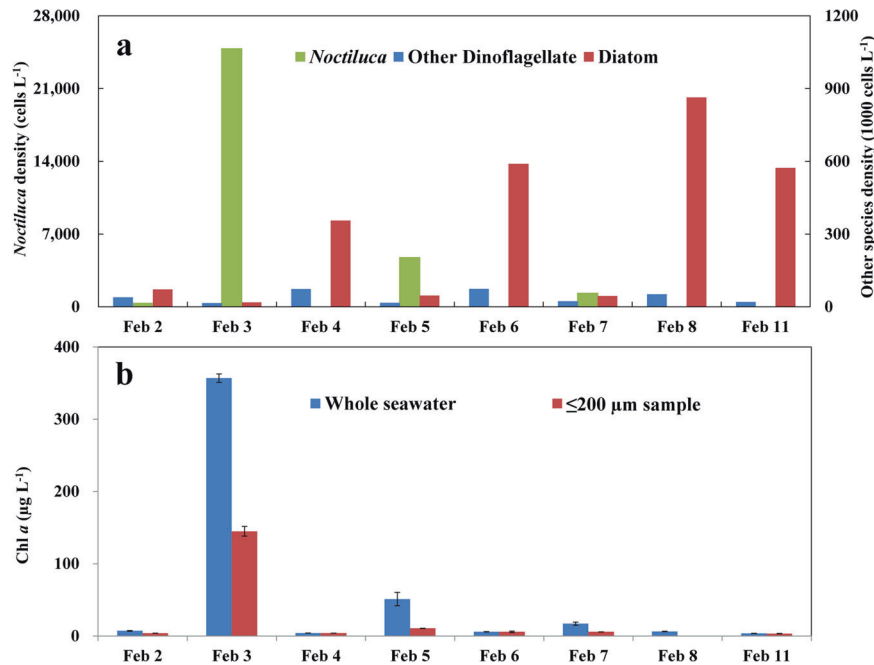 a
Noctiluca Other Dinoflagellate Diatom
Noctiluca density (cells L-1)
28,000
21,000
14,000
7,000
0
Other species density (1000 cells L-1)
1200
900
600
300
0
Feb 2 Feb 3 Feb 4 Feb 5 Feb 6 Feb 7 Feb 8 Feb 11
b
Whole seawater ≤200 µm sample
Chl a (µg L-1)
400
300
200
100
0
Feb 2 Feb 3 Feb 4 Feb 5 Feb 6 Feb 7 Feb 8 Feb 11